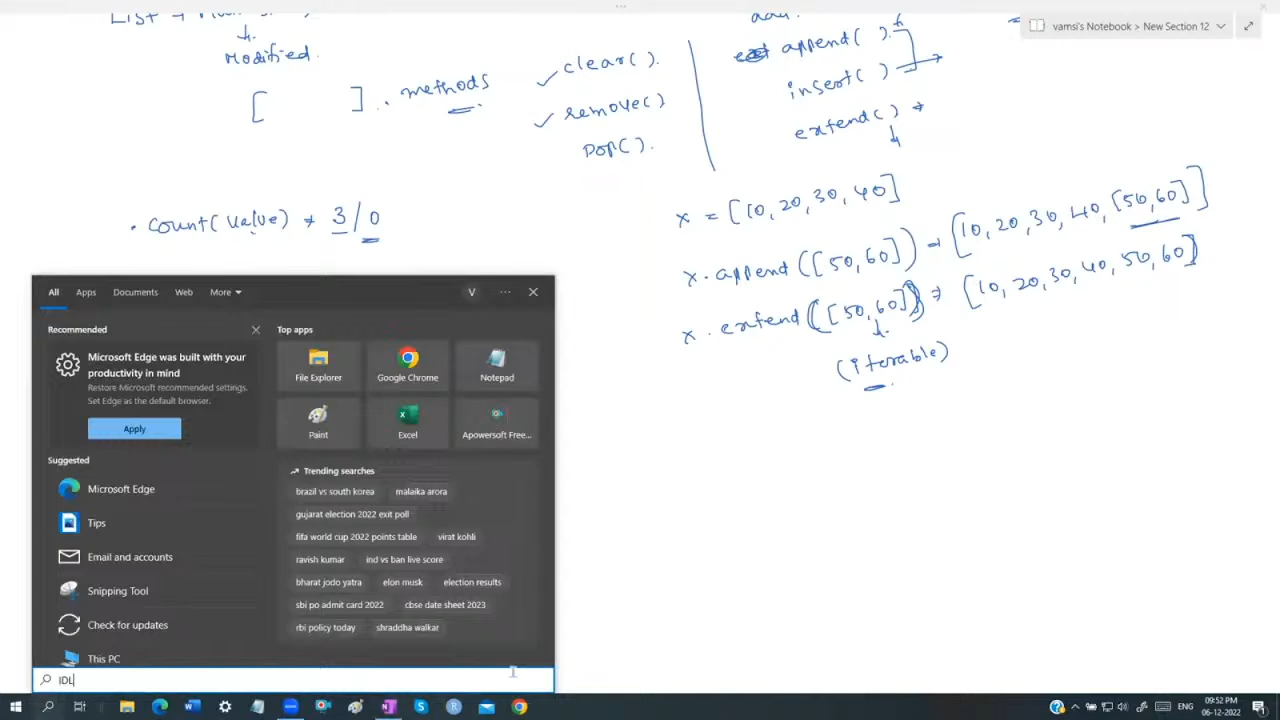 vamsi's Notebook > New Section 12
List
Modified.
[ ] . methods
clear().
remove()
pop().
append( ).
insert( )
extend( )
. count(value) → 3/0
x = [10, 20, 30, 40]
x.append([50,60]) → [10, 20, 30, 40, [50,60]]
x.extend([50,60]) → [10, 20, 30, 40, 50, 60]
(iterable)
All Apps Documents Web More V ...
Recommended
Microsoft Edge was built with your
productivity in mind
Restore Microsoft recommended settings.
Set Edge as the default browser.
Apply
Suggested
Microsoft Edge
Tips
Email and accounts
Snipping Tool
Check for updates
This PC
Top apps
File Explorer Google Chrome Notepad
Paint Excel Apowersoft Free...
Trending searches
brazil vs south korea malaika arora
gujarat election 2022 exit poll
fifa world cup 2022 points table virat kohli
ravish kumar ind vs ban live score
bharat jodo yatra elon musk election results
sbi po admit card 2022 cbse date sheet 2023
rbi policy today shraddha walkar
IDL
ENG
09:52 PM
06-12-2022